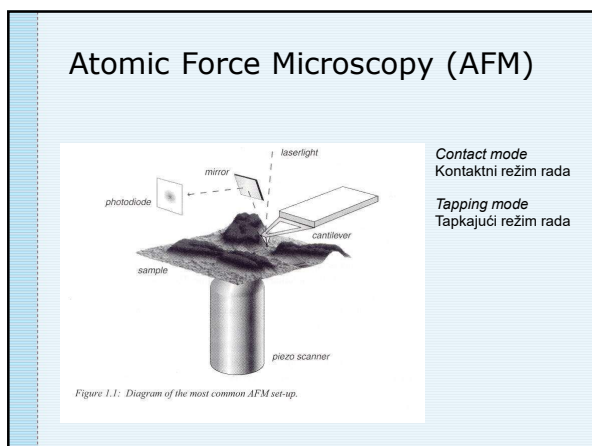 Atomic Force Microscopy (AFM)
laserlight
mirror
photodiode
cantilever
sample
piezo scanner
Figure 1.1: Diagram of the most common AFM set-up.
Contact mode
Kontaktni režim rada
Tapping mode
Tapkajući režim rada